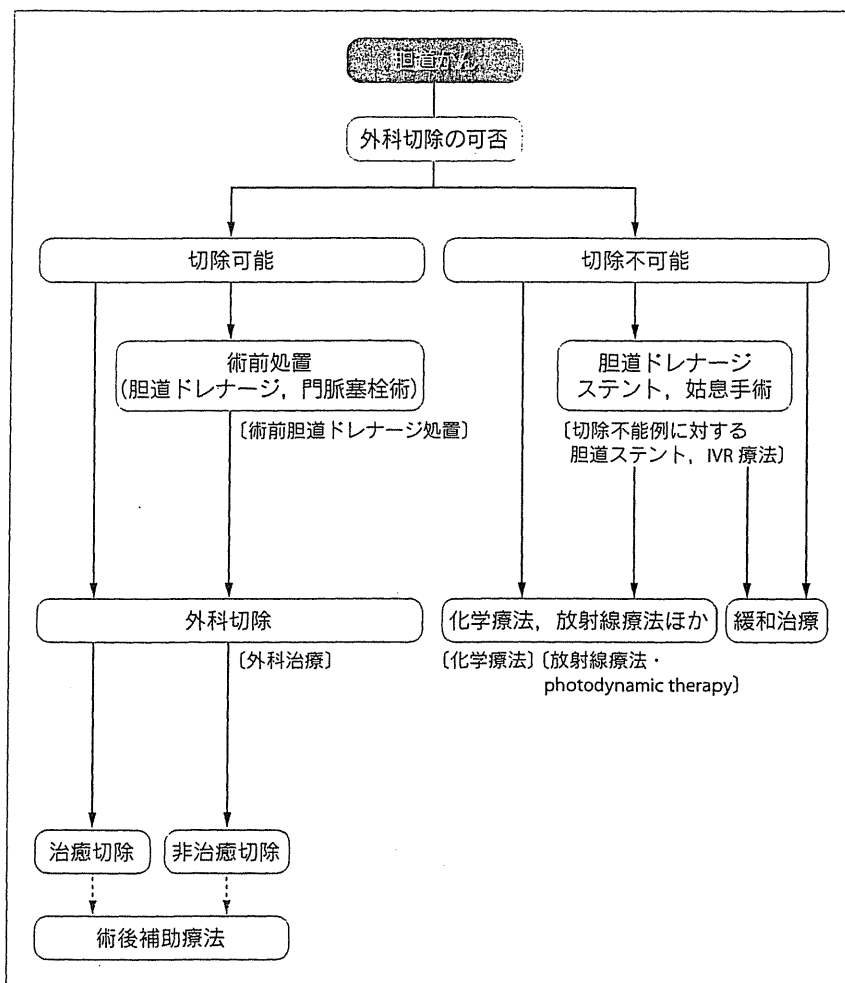 胆道がん
外科切除の可否
切除可能
切除不可能
術前処置
(胆道ドレナージ，門脈塞栓術)
〔術前胆道ドレナージ処置〕
胆道ドレナージ
ステント，姑息手術
〔切除不能例に対する
胆道ステント，IVR 療法〕
外科切除
〔外科治療〕
化学療法，放射線療法ほか
緩和治療
〔化学療法〕〔放射線療法・
photodynamic therapy〕
治癒切除
非治癒切除
術後補助療法